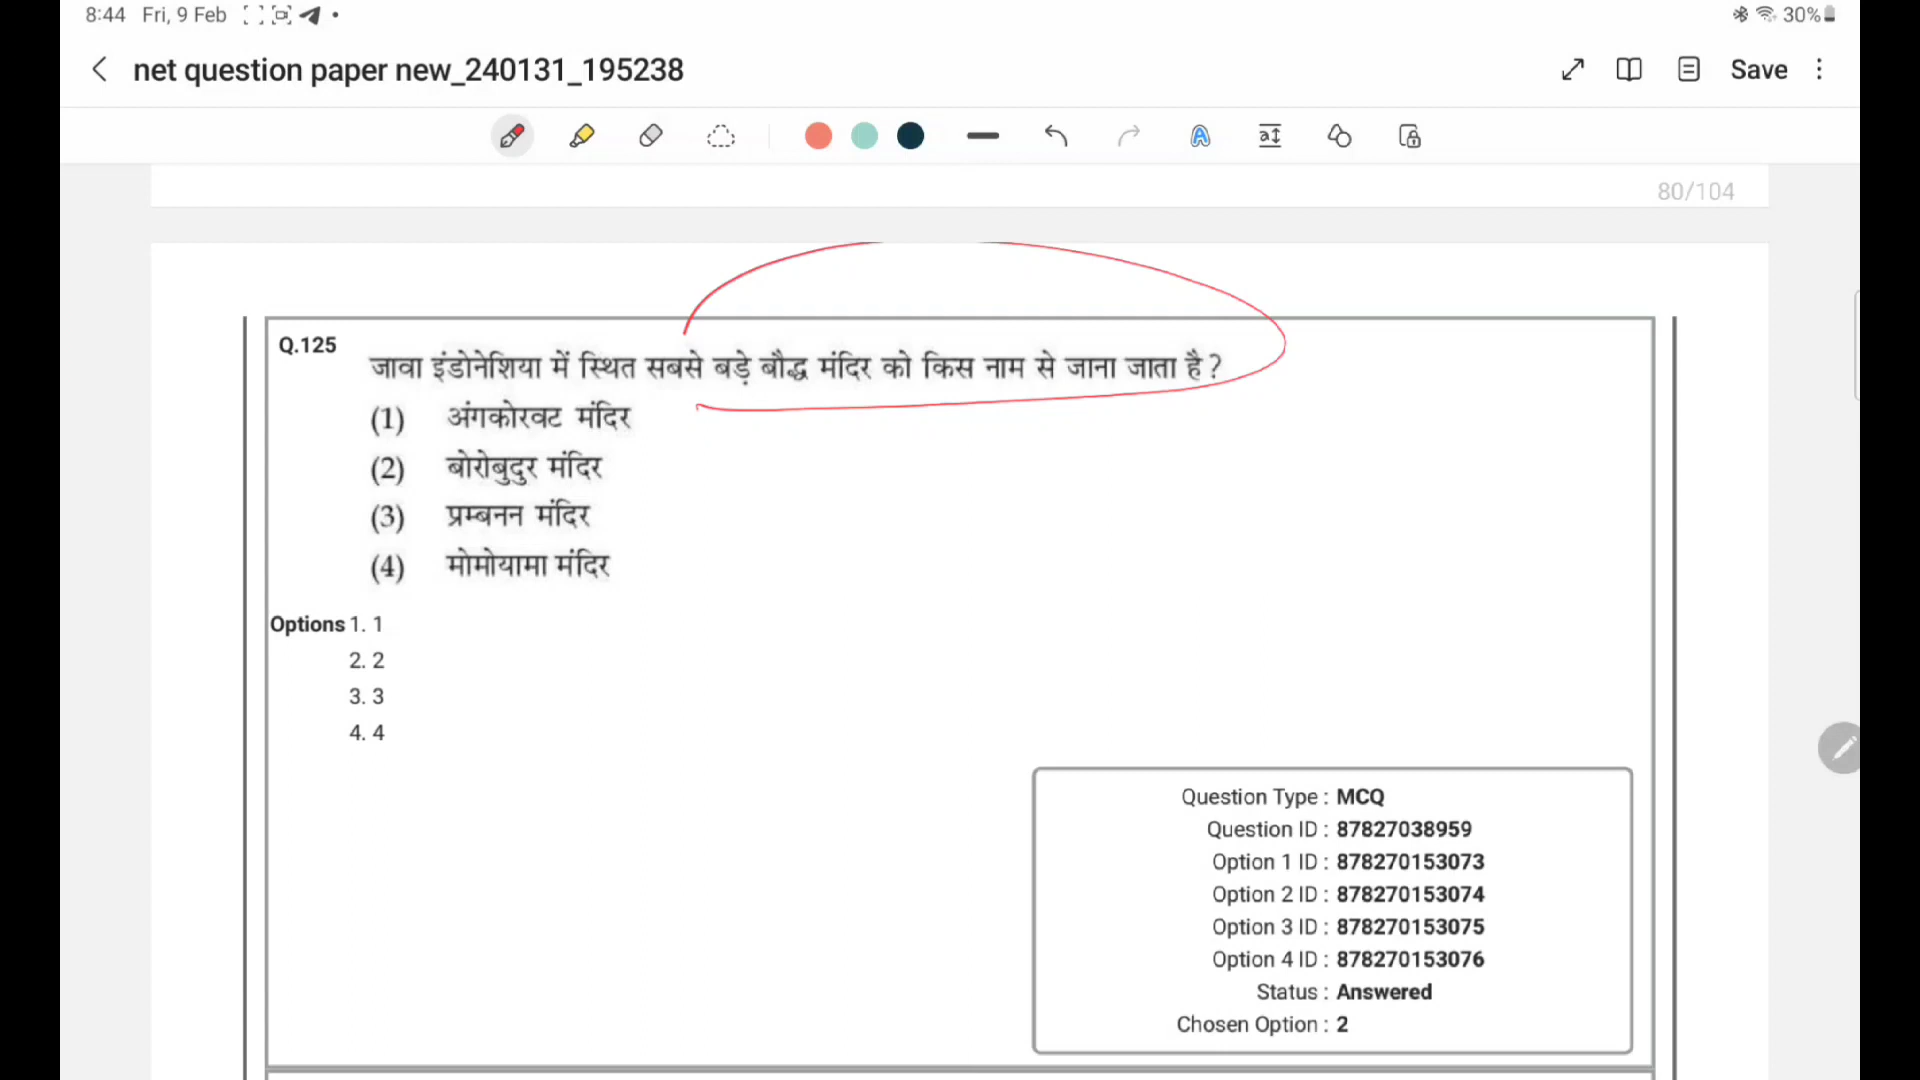 8:44 Fri, 9 Feb 30%
net question paper new_240131_195238 Save
80/104
Q.125 जावा इंडोनेशिया में स्थित सबसे बड़े बौद्ध मंदिर को किस नाम से जाना जाता है ?
(1) अंगकोरवट मंदिर
(2) बोरोबुदुर मंदिर
(3) प्रम्बनन मंदिर
(4) मोमोयामा मंदिर
Options 1. 1
2. 2
3. 3
4. 4
Question Type : MCQ
Question ID : 87827038959
Option 1 ID : 878270153073
Option 2 ID : 878270153074
Option 3 ID : 878270153075
Option 4 ID : 878270153076
Status : Answered
Chosen Option : 2